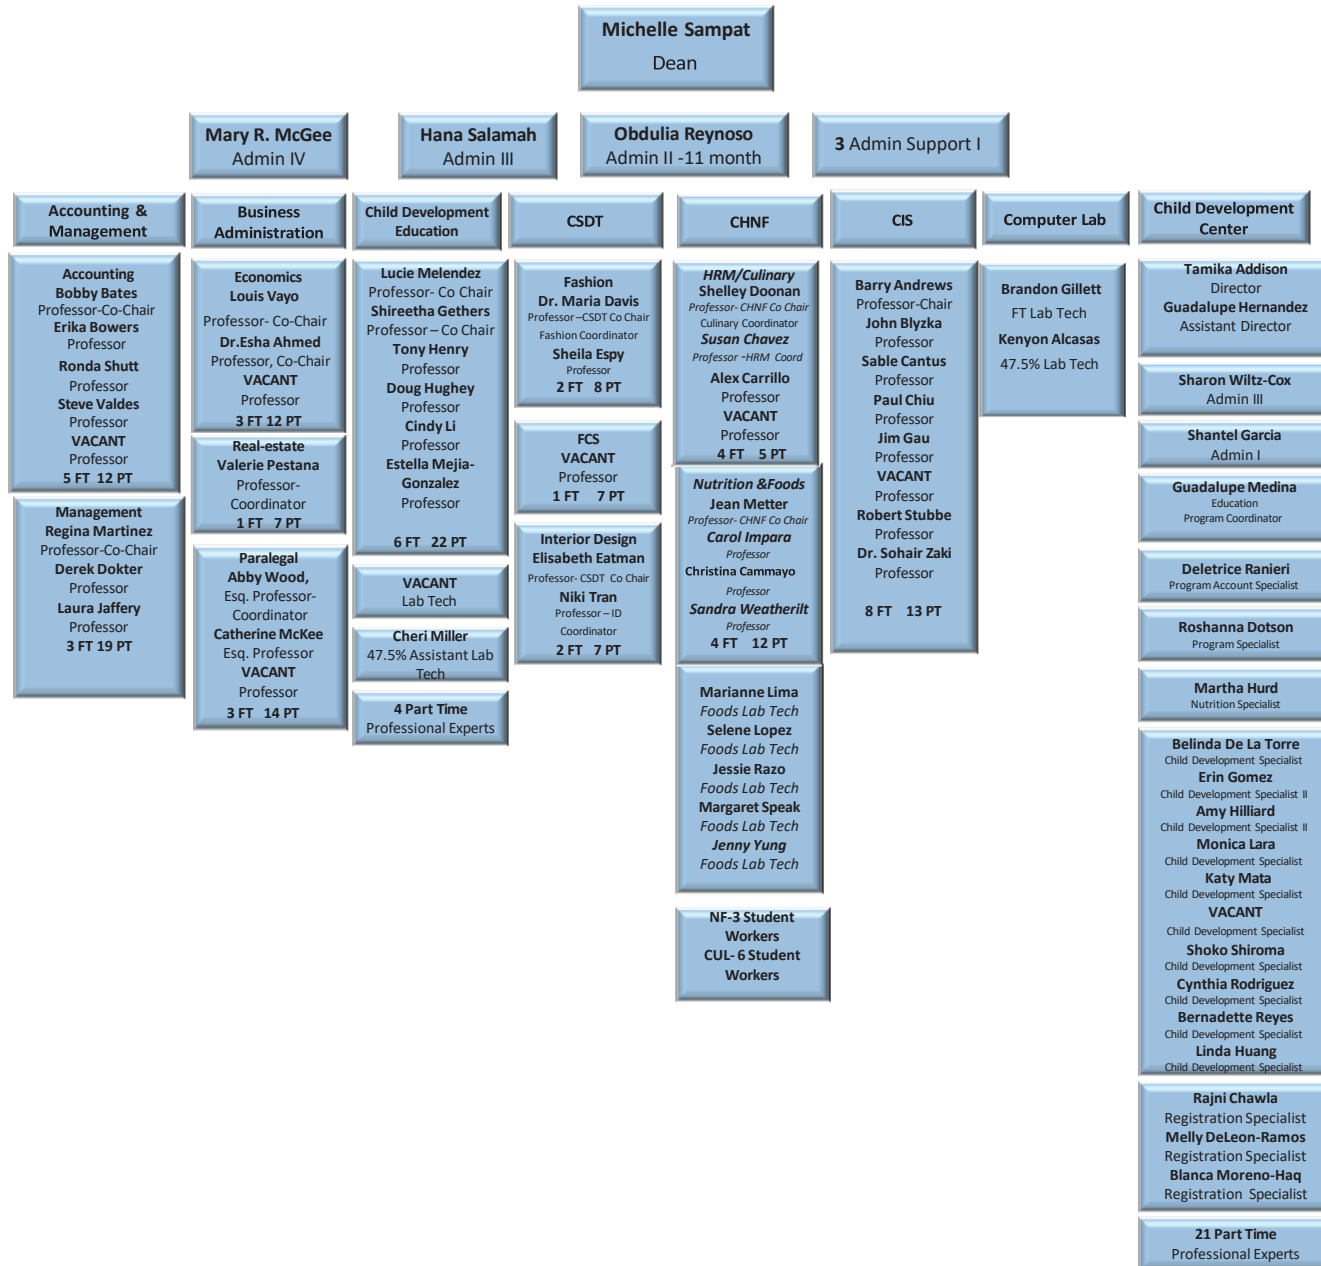 Michelle Sampat
Dean
Mary R. McGee
Admin IV
Hana Salamah
Admin III
Obdulia Reynoso
Admin II -11 month
3 Admin Support I
Accounting &
Management
Business
Administration
Child Development
Education
CSDT
CHNF
CIS
Computer Lab
Child Development
Center
Accounting
Bobby Bates
Professor-Co-Chair
Erika Bowers
Professor
Ronda Shutt
Professor
Steve Valdes
Professor
VACANT
Professor
5 FT 12 PT
Management
Regina Martinez
Professor-Co-Chair
Derek Dokter
Professor
Laura Jaffery
Professor
3 FT 19 PT
Economics
Louis Vayo
Professor- Co-Chair
Dr.Esha Ahmed
Professor, Co-Chair
VACANT
Professor
3 FT 12 PT
Real-estate
Valerie Pestana
Professor-
Coordinator
1 FT 7 PT
Paralegal
Abby Wood,
Esq. Professor-
Coordinator
Catherine McKee
Esq. Professor
VACANT
Professor
3 FT 14 PT
Lucie Melendez
Professor- Co Chair
Shireetha Gethers
Professor – Co Chair
Tony Henry
Professor
Doug Hughey
Professor
Cindy Li
Professor
Estella Mejia-
Gonzalez
Professor
6 FT 22 PT
VACANT
Lab Tech
Cheri Miller
47.5% Assistant Lab
Tech
4 Part Time
Professional Experts
Fashion
Dr. Maria Davis
Professor –CSDT Co Chair
Fashion Coordinator
Sheila Espy
Professor
2 FT 8 PT
FCS
VACANT
Professor
1 FT 7 PT
Interior Design
Elisabeth Eatman
Professor- CSDT Co Chair
Niki Tran
Professor – ID
Coordinator
2 FT 7 PT
HRM/Culinary
Shelley Doonan
Professor- CHNF Co Chair
Culinary Coordinator
Susan Chavez
Professor -HRM Coord
Alex Carrillo
Professor
VACANT
Professor
4 FT 5 PT
Nutrition &Foods
Jean Metter
Professor- CHNF Co Chair
Carol Impara
Professor
Christina Cammayo
Professor
Sandra Weatherilt
Professor
4 FT 12 PT
Marianne Lima
Foods Lab Tech
Selene Lopez
Foods Lab Tech
Jessie Razo
Foods Lab Tech
Margaret Speak
Foods Lab Tech
Jenny Yung
Foods Lab Tech
NF-3 Student
Workers
CUL- 6 Student
Workers
Barry Andrews
Professor-Chair
John Blyzka
Professor
Sable Cantus
Professor
Paul Chiu
Professor
Jim Gau
Professor
VACANT
Professor
Robert Stubbe
Professor
Dr. Sohair Zaki
Professor
8 FT 13 PT
Brandon Gillett
FT Lab Tech
Kenyon Alcasas
47.5% Lab Tech
Tamika Addison
Director
Guadalupe Hernandez
Assistant Director
Sharon Wiltz-Cox
Admin III
Shantel Garcia
Admin I
Guadalupe Medina
Education
Program Coordinator
Deletrice Ranieri
Program Account Specialist
Roshanna Dotson
Program Specialist
Martha Hurd
Nutrition Specialist
Belinda De La Torre
Child Development Specialist
Erin Gomez
Child Development Specialist II
Amy Hilliard
Child Development Specialist II
Monica Lara
Child Development Specialist
Katy Mata
Child Development Specialist
VACANT
Child Development Specialist
Shoko Shiroma
Child Development Specialist
Cynthia Rodriguez
Child Development Specialist
Bernadette Reyes
Child Development Specialist
Linda Huang
Child Development Specialist
Rajni Chawla
Registration Specialist
Melly DeLeon-Ramos
Registration Specialist
Blanca Moreno-Haq
Registration Specialist
21 Part Time
Professional Experts